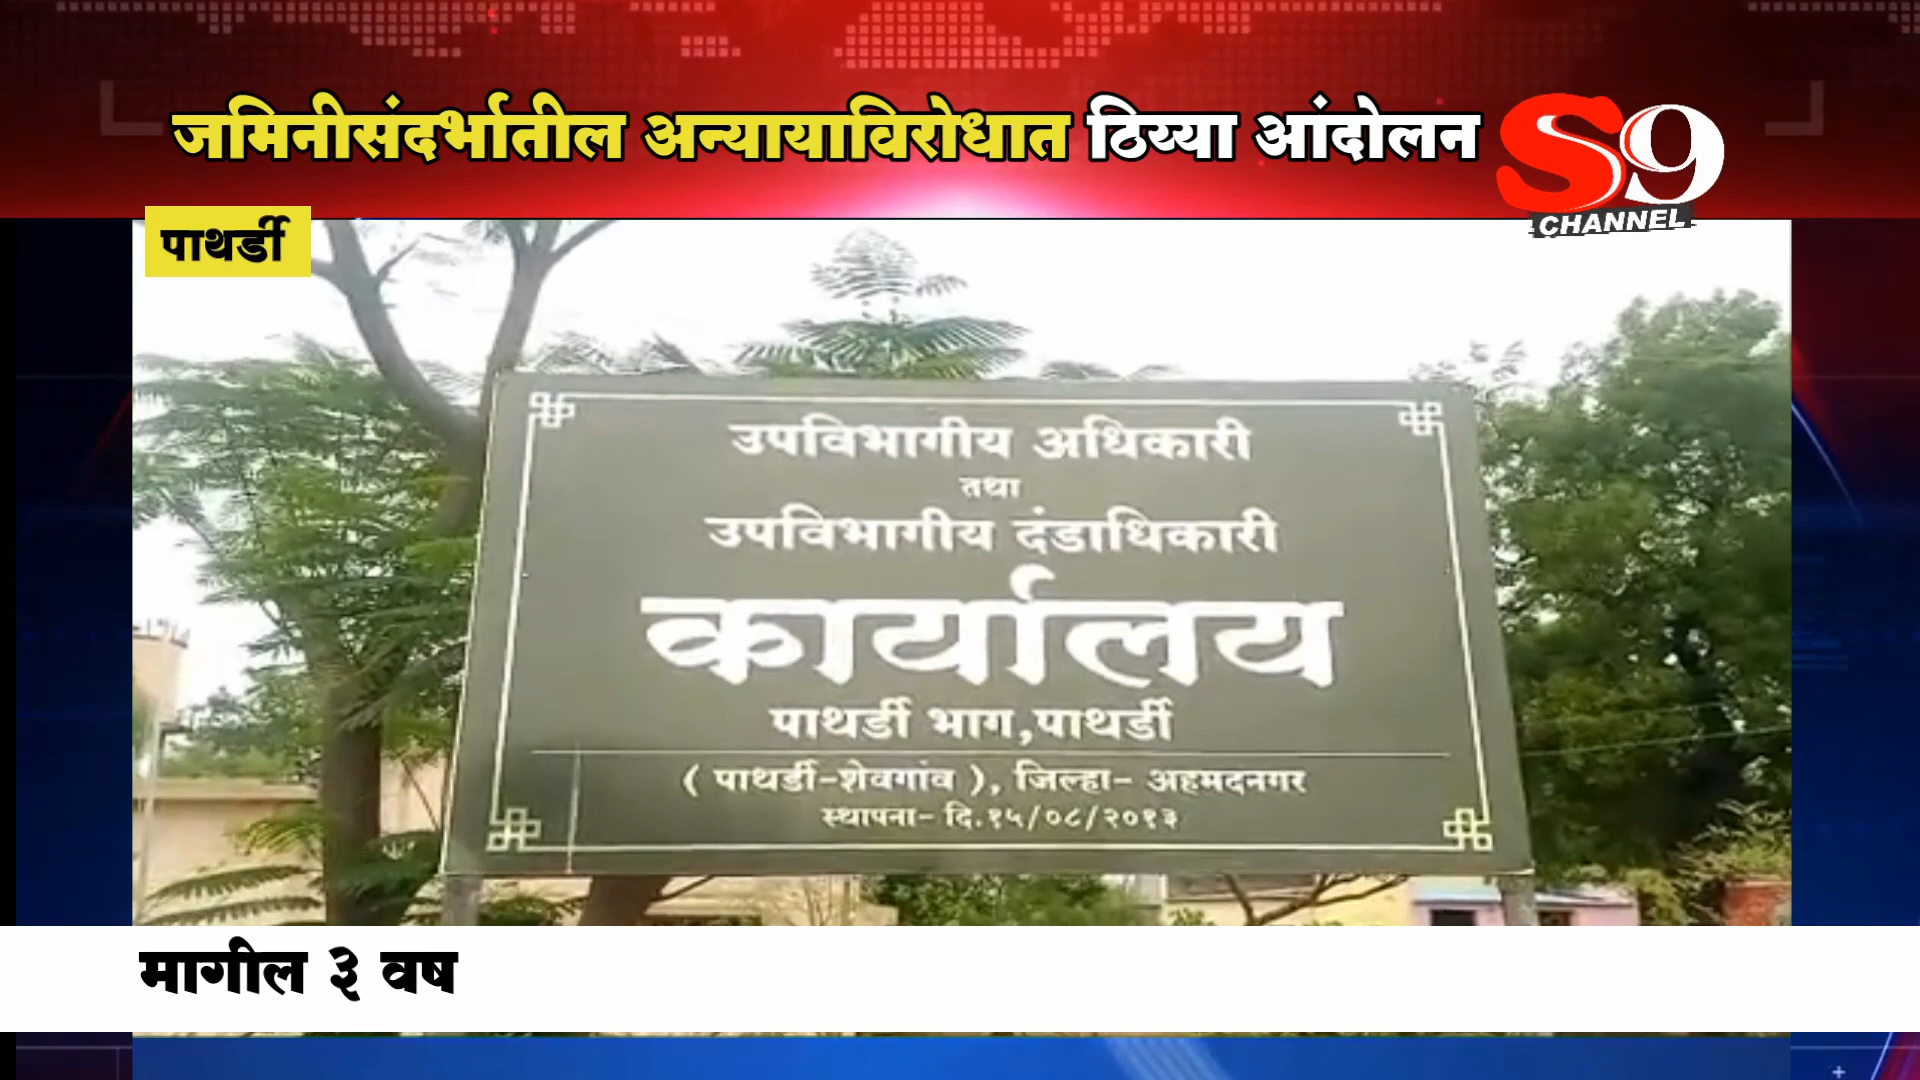 जमिनीसंदर्भातील अन्यायाविरोधात ठिय्या आंदोलन
S9
CHANNEL
पाथर्डी
उपविभागीय अधिकारी
तथा
उपविभागीय दंडाधिकारी
कार्यालय
पाथर्डी भाग,पाथर्डी
( पाथर्डी-शेवगांव ), जिल्हा- अहमदनगर
स्थापना- दि.१५/०८/२०१३
मागील ३ वष